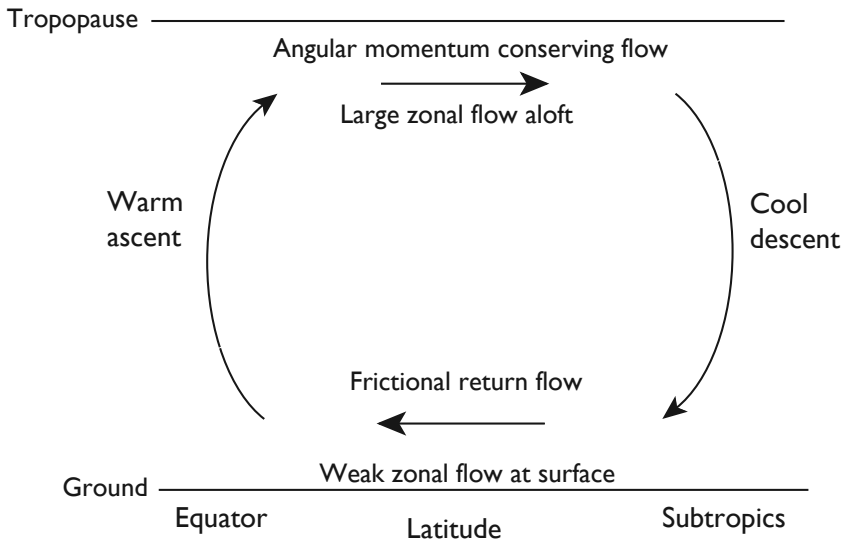 Tropopause
Angular momentum conserving flow
Large zonal flow aloft
Warm
ascent
Cool
descent
Frictional return flow
Weak zonal flow at surface
Ground
Equator
Latitude
Subtropics